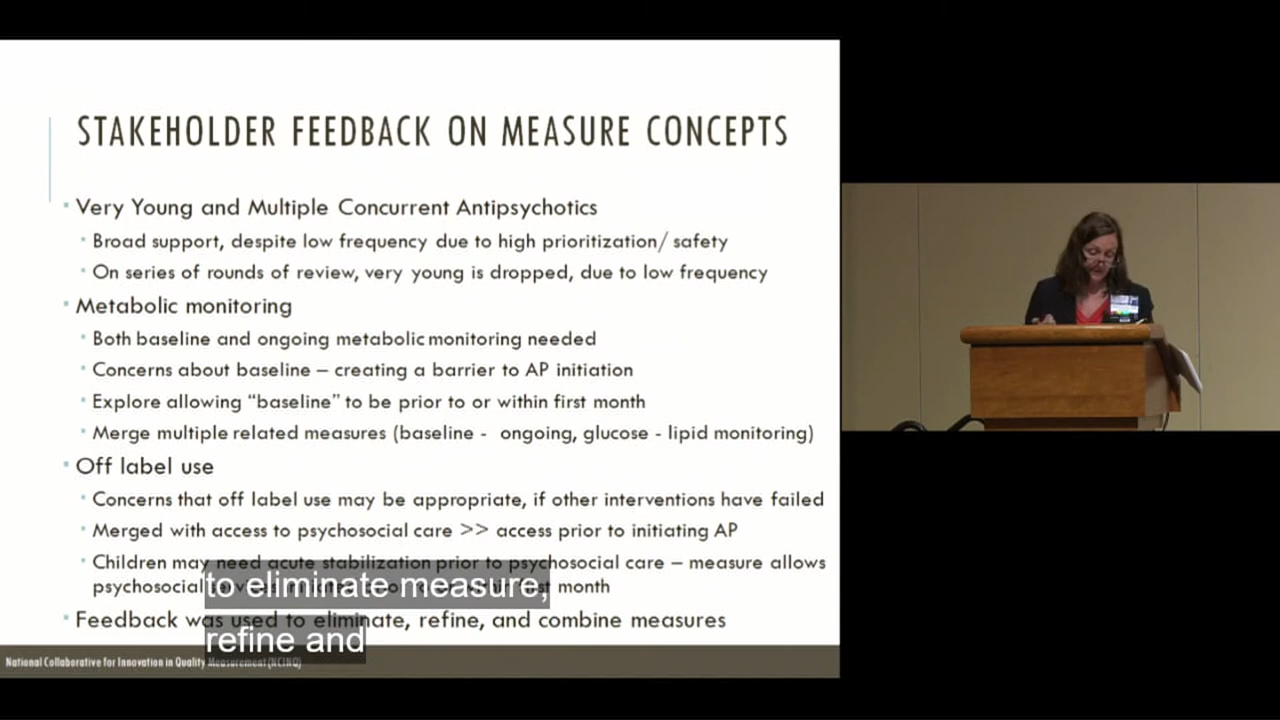 STAKEHOLDER FEEDBACK ON MEASURE CONCEPTS
Very Young and Multiple Concurrent Antipsychotics
Broad support, despite low frequency due to high prioritization/ safety
On series of rounds of review, very young is dropped, due to low frequency
Metabolic monitoring
Both baseline and ongoing metabolic monitoring needed
Concerns about baseline – creating a barrier to AP initiation
Explore allowing “baseline” to be prior to or within first month
Merge multiple related measures (baseline - ongoing, glucose - lipid monitoring)
Off label use
Concerns that off label use may be appropriate, if other interventions have failed
Merged with access to psychosocial care >> access prior to initiating AP
Children may need acute stabilization prior to psychosocial care – measure allows
psychosocial month
to eliminate measure,
Feedback was used to eliminate, refine, and combine measures
refine and
National Collaborative for Innovation in Quality Measurement (NCINQ)